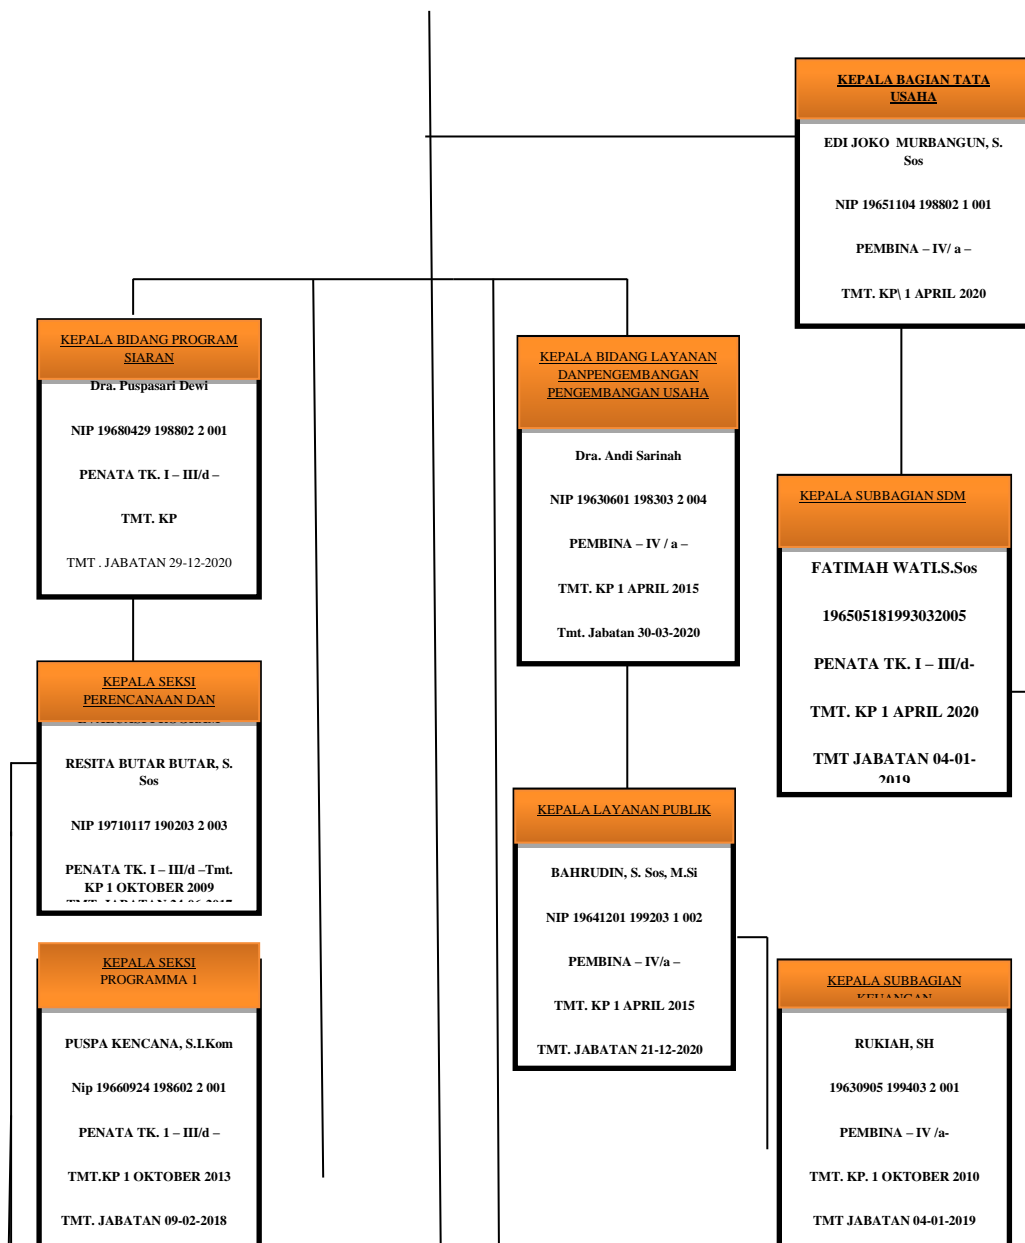 KEPALA BAGIAN TATA
USAHA
EDI JOKO  MURBANGUN, S.
Sos
NIP 19651104 198802 1 001
PEMBINA – IV/ a –
TMT. KP\ 1 APRIL 2020
KEPALA BIDANG PROGRAM
SIARAN
Dra. Puspasari Dewi
NIP 19680429 198802 2 001
PENATA TK. I – III/d –
TMT. KP
TMT . JABATAN 29-12-2020
KEPALA BIDANG LAYANAN
DANPENGEMBANGAN
PENGEMBANGAN USAHA
Dra. Andi Sarinah
NIP 19630601 198303 2 004
PEMBINA – IV / a –
TMT. KP 1 APRIL 2015
Tmt. Jabatan 30-03-2020
KEPALA SUBBAGIAN SDM
FATIMAH WATI.S.Sos
196505181993032005
PENATA TK. I – III/d-
TMT. KP 1 APRIL 2020
TMT JABATAN 04-01-
2019
KEPALA SEKSI
PERENCANAAN DAN
RESITA BUTAR BUTAR, S.
Sos
NIP 19710117 190203 2 003
PENATA TK. I – III/d –Tmt.
KP 1 OKTOBER 2009
KEPALA LAYANAN PUBLIK
BAHRUDIN, S. Sos, M.Si
NIP 19641201 199203 1 002
PEMBINA – IV/a –
TMT. KP 1 APRIL 2015
TMT. JABATAN 21-12-2020
KEPALA SEKSI
PROGRAMMA 1
PUSPA KENCANA, S.I.Kom
Nip 19660924 198602 2 001
PENATA TK. 1 – III/d –
TMT.KP 1 OKTOBER 2013
TMT. JABATAN 09-02-2018
KEPALA SUBBAGIAN
KEUANGAN
RUKIAH, SH
19630905 199403 2 001
PEMBINA – IV /a-
TMT. KP. 1 OKTOBER 2010
TMT JABATAN 04-01-2019